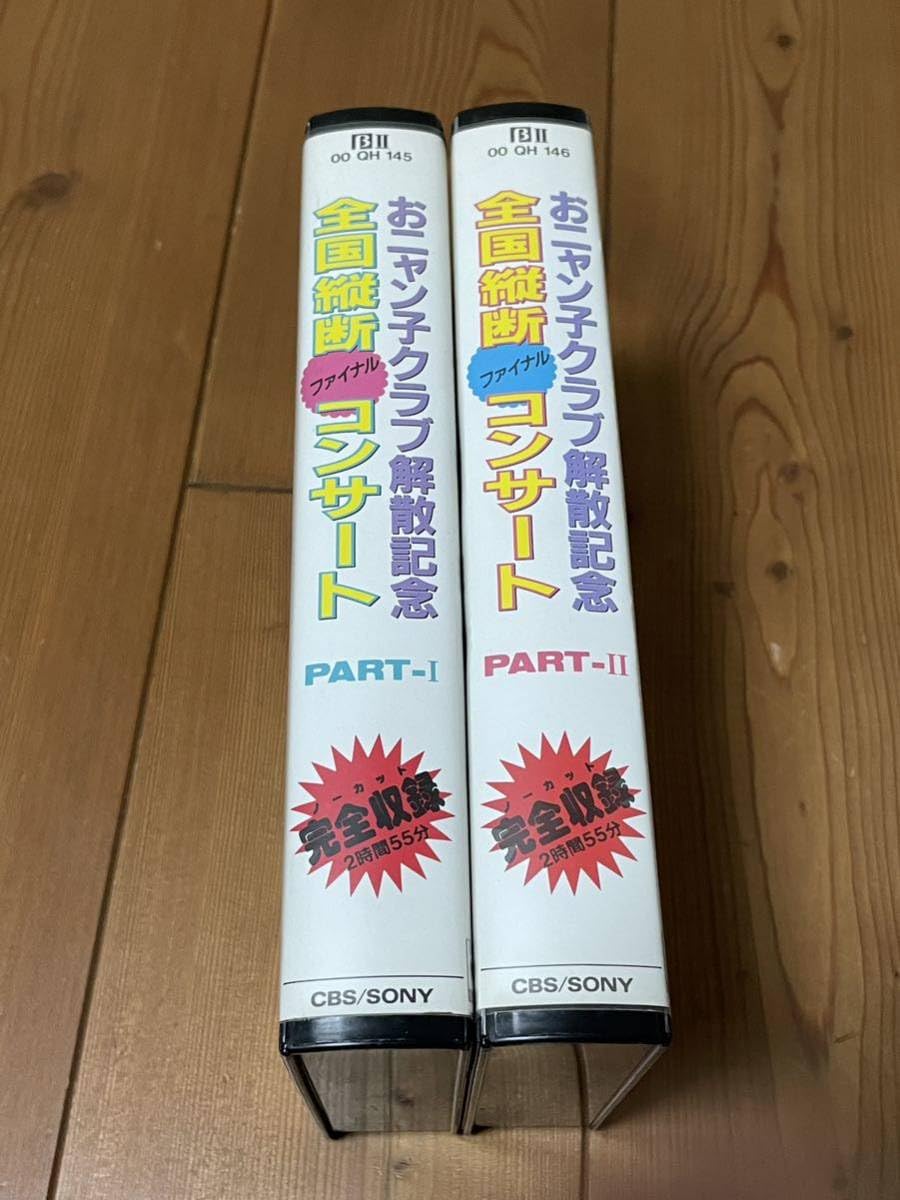 βII
00 QH 145
おニャン子クラブ解散記念
全国縦断
ファイナル
コンサート
PART-I
ノーカット
完全収録
2時間55分
CBS/SONY
βII
00 QH 146
おニャン子クラブ解散記念
全国縦断
ファイナル
コンサート
PART-II
ノーカット
完全収録
2時間55分
CBS/SONY